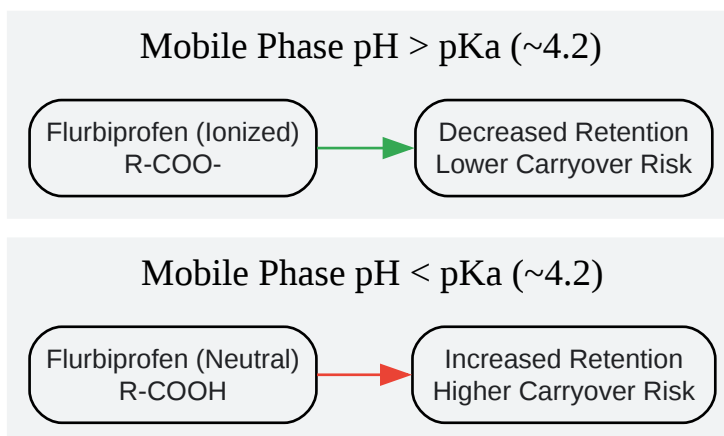 Mobile Phase pH > pKa (~4.2)
Flurbiprofen (Ionized)
R-COO-
Decreased Retention
Lower Carryover Risk
Mobile Phase pH < pKa (~4.2)
Flurbiprofen (Neutral)
R-COOH
Increased Retention
Higher Carryover Risk